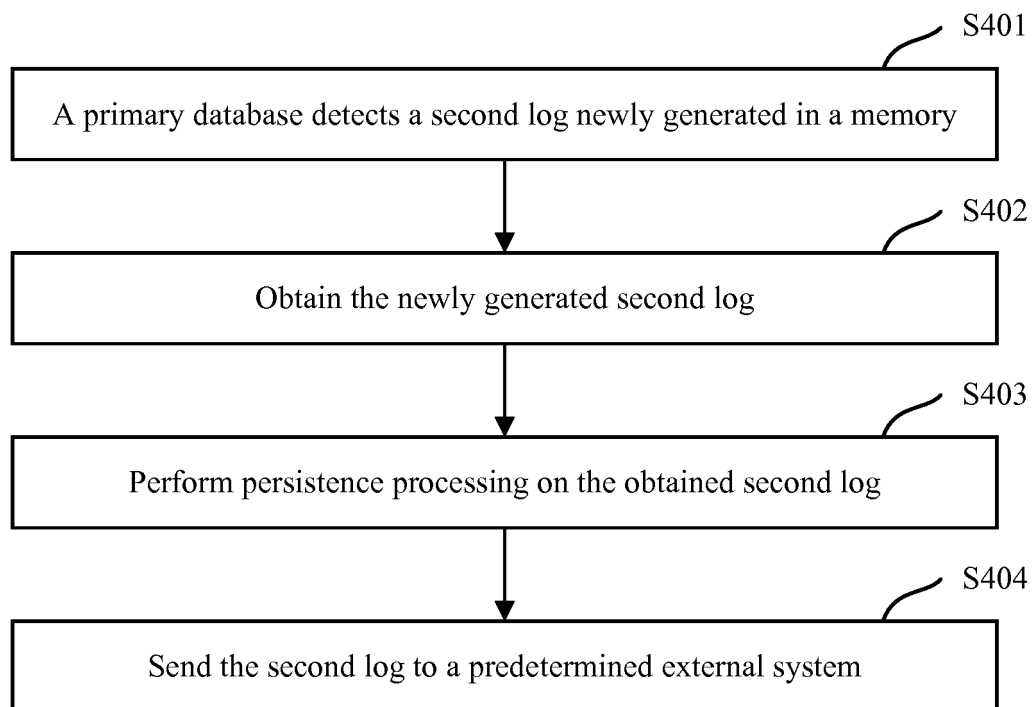 S401
A primary database detects a second log newly generated in a memory
S402
Obtain the newly generated second log
S403
Perform persistence processing on the obtained second log
S404
Send the second log to a predetermined external system